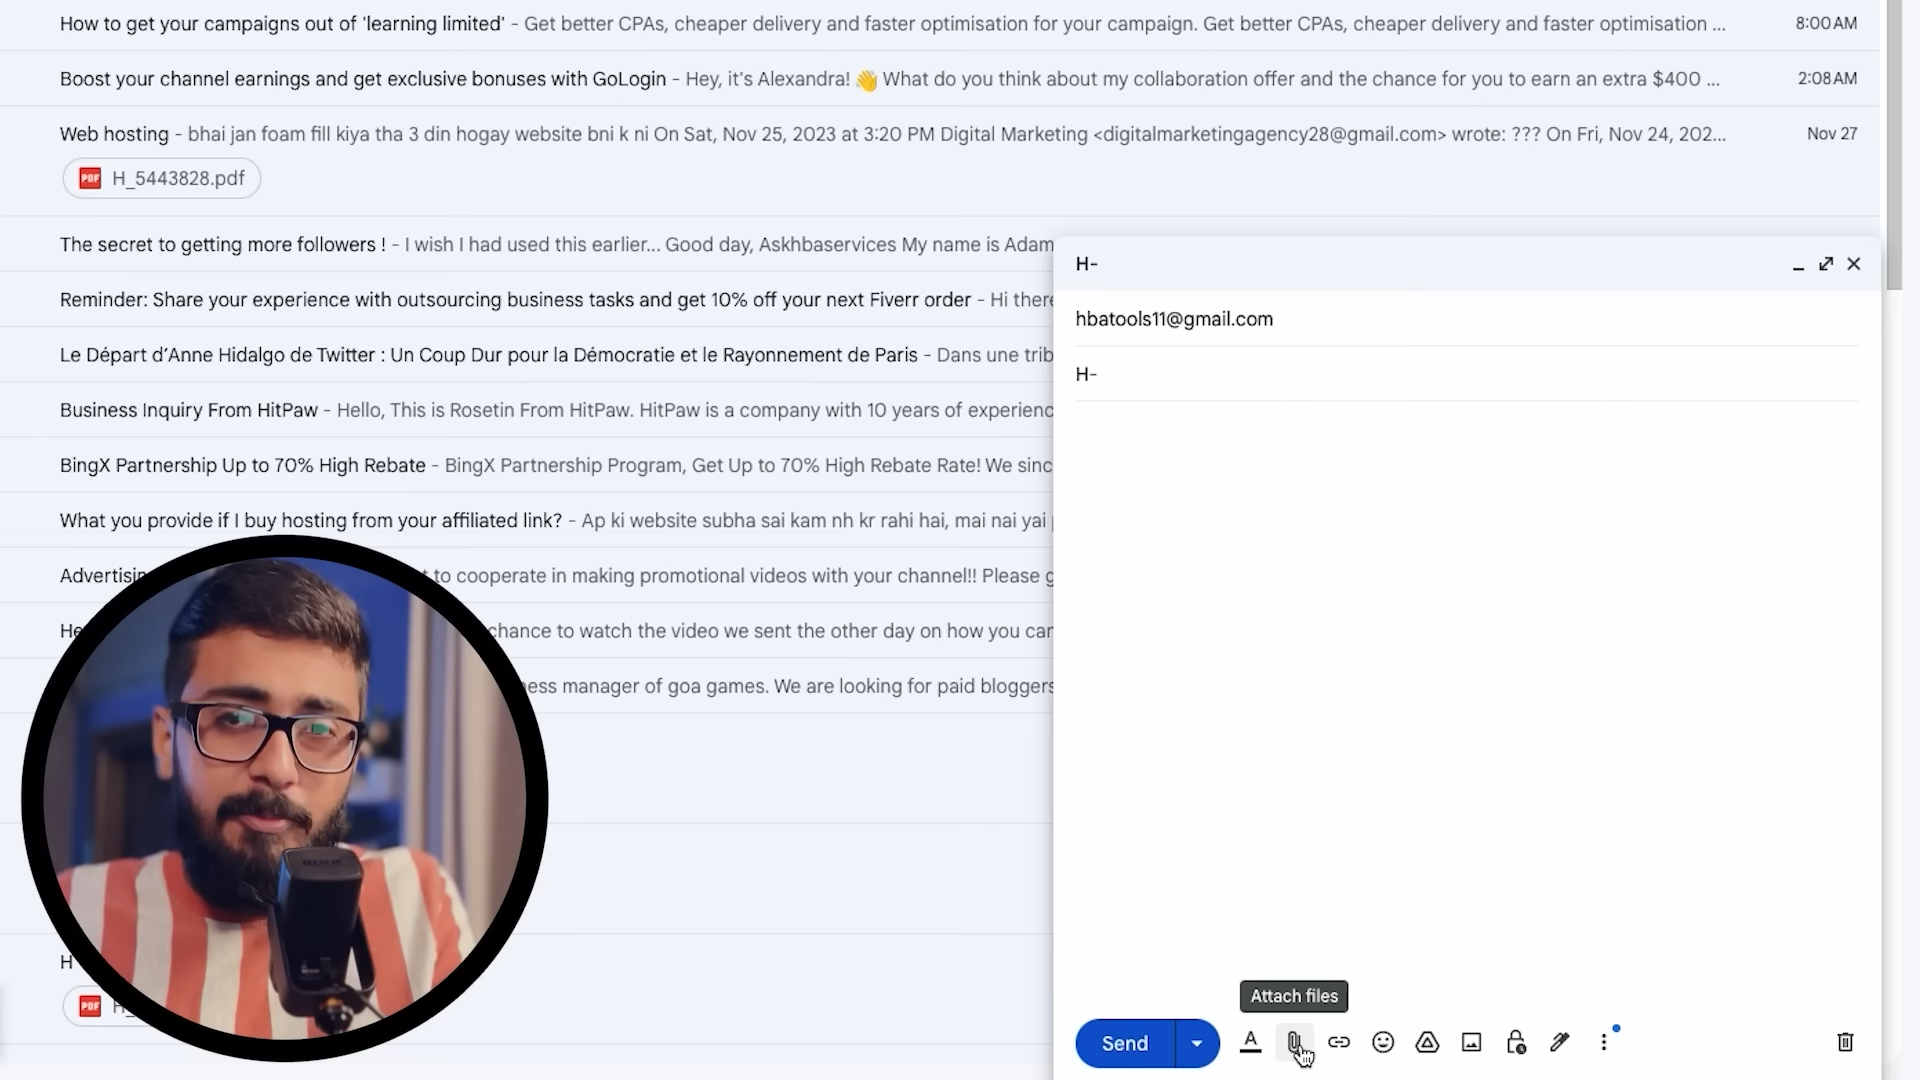 How to get your campaigns out of 'learning limited' - Get better CPAs, cheaper delivery and faster optimisation for your campaign. Get better CPAs, cheaper delivery and faster optimisation ... 8:00 AM
Boost your channel earnings and get exclusive bonuses with GoLogin - Hey, it's Alexandra! 👋 What do you think about my collaboration offer and the chance for you to earn an extra $400 ... 2:08 AM
Web hosting - bhai jan foam fill kiya tha 3 din hogay website bni k ni On Sat, Nov 25, 2023 at 3:20 PM Digital Marketing <digitalmarketingagency28@gmail.com> wrote: ??? On Fri, Nov 24, 202... Nov 27
PDF H_5443828.pdf
The secret to getting more followers ! - I wish I had used this earlier... Good day, Askhbaservices My name is Adam
Reminder: Share your experience with outsourcing business tasks and get 10% off your next Fiverr order - Hi there
Le Départ d'Anne Hidalgo de Twitter : Un Coup Dur pour la Démocratie et le Rayonnement de Paris - Dans une trib
Business Inquiry From HitPaw - Hello, This is Rosetin From HitPaw. HitPaw is a company with 10 years of experienc
BingX Partnership Up to 70% High Rebate - BingX Partnership Program, Get Up to 70% High Rebate Rate! We sinc
What you provide if I buy hosting from your affiliated link? - Ap ki website subha sai kam nh kr rahi hai, mai nai yai
Advertisin to cooperate in making promotional videos with your channel!! Please g
He chance to watch the video we sent the other day on how you can
ess manager of goa games. We are looking for paid bloggers
H
PDF H_
H-
hbatools11@gmail.com
H-
Attach files
Send
RODE